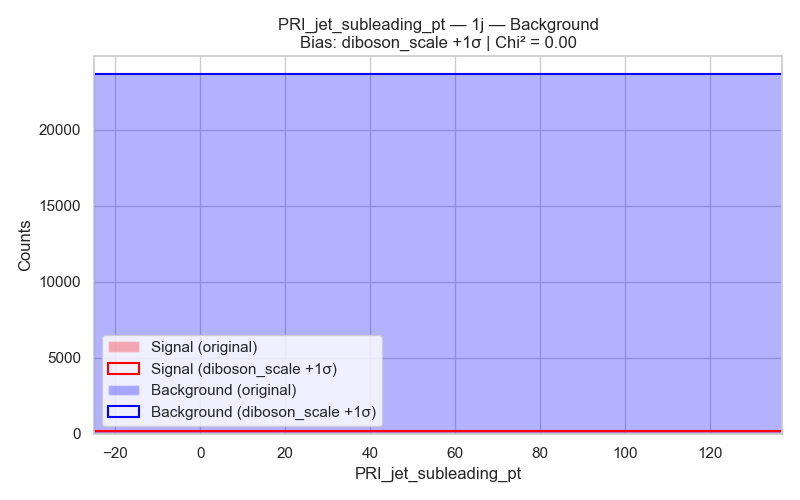 PRI_jet_subleading_pt — 1j — Background
Bias: diboson_scale +1σ | Chi² = 0.00
Counts
20000
15000
10000
5000
0
Signal (original)
Signal (diboson_scale +1σ)
Background (original)
Background (diboson_scale +1σ)
−20 0 20 40 60 80 100 120
PRI_jet_subleading_pt